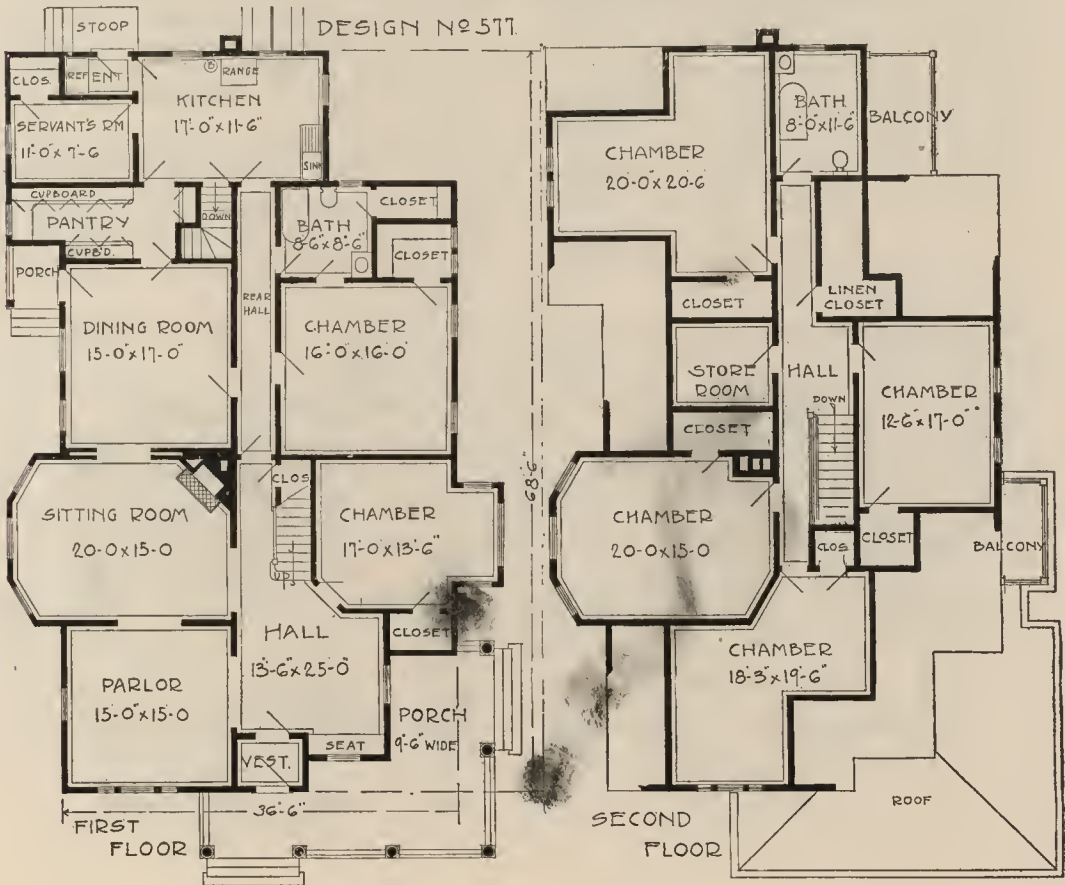 DESIGN Nº 577.
STOOP
CLOS.
REF
ENT
RANGE
KITCHEN
17'-0"x11'-6"
SERVANT'S RM
11'-0"x7'-6
SINK
CUPBOARD
PANTRY
CUPB'D.
DOWN
PORCH
BATH
8'-6"x8'-6"
CLOSET
CLOSET
REAR
HALL
DINING ROOM
15'-0"x17'-0"
CHAMBER
16'-0"x16'-0
SITTING ROOM
20-0x15-0
CLOS
UP
CHAMBER
17'-0x13'-6"
CLOSET
HALL
13'-6"x25'-0"
PARLOR
15'-0"x15'-0
VEST.
SEAT
PORCH
9'-6" WIDE
36'-6"
68'-6"
FIRST
FLOOR
BATH
8'-0x11'-6
BALCONY
CHAMBER
20'-0"x20'-6
CLOSET
LINEN
CLOSET
STORE
ROOM
HALL
DOWN
CHAMBER
12'-6"x17'-0"
CLOSET
CHAMBER
20-0x15-0
CLOS.
CLOSET
BALCONY
CHAMBER
18'-3"x19'-6"
ROOF
SECOND
FLOOR